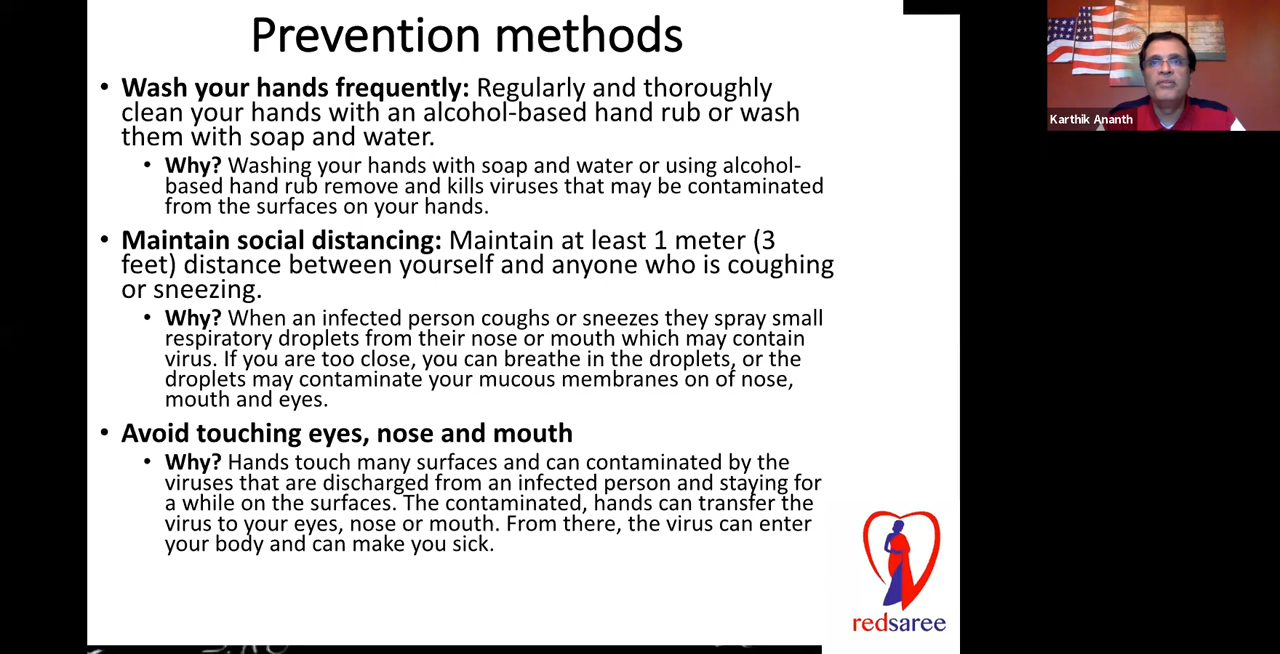 Prevention methods
• Wash your hands frequently: Regularly and thoroughly
clean your hands with an alcohol-based hand rub or wash
them with soap and water.
• Why? Washing your hands with soap and water or using alcohol-
based hand rub remove and kills viruses that may be contaminated
from the surfaces on your hands.
• Maintain social distancing: Maintain at least 1 meter (3
feet) distance between yourself and anyone who is coughing
or sneezing.
• Why? When an infected person coughs or sneezes they spray small
respiratory droplets from their nose or mouth which may contain
virus. If you are too close, you can breathe in the droplets, or the
droplets may contaminate your mucous membranes on of nose,
mouth and eyes.
• Avoid touching eyes, nose and mouth
• Why? Hands touch many surfaces and can contaminated by the
viruses that are discharged from an infected person and staying for
a while on the surfaces. The contaminated, hands can transfer the
virus to your eyes, nose or mouth. From there, the virus can enter
your body and can make you sick.
redsaree
Karthik Ananth